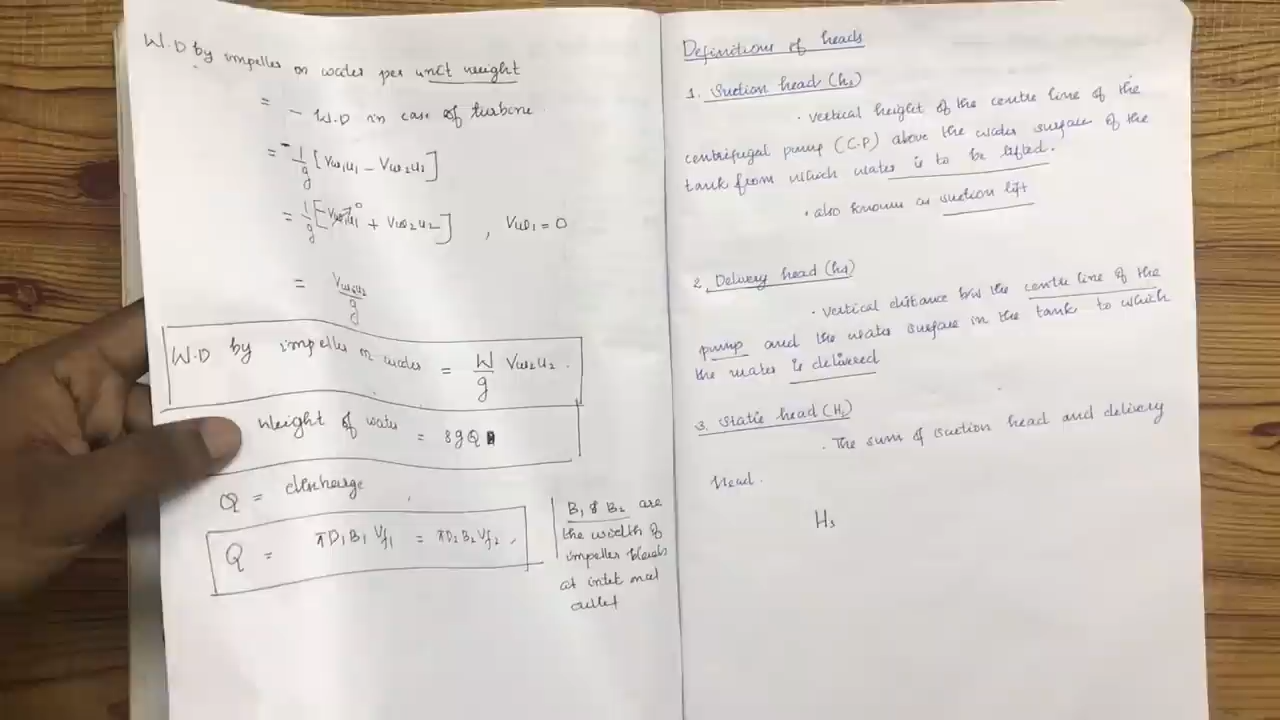 W.D by impeller on water per unit weight
= - W.D in case of turbine.
= -1/g [Vw1u1 - Vw2u2]
= 1/g [-Vw1u1 0 + Vw2u2] , Vw1 = 0
= Vw2u2/g
W.D by impeller on water = W/g Vw2u2.
Weight of water = ρgQ
Q = discharge
Q = πD1B1Vf1 = πD2B2Vf2.
B1 & B2 are
the width of
impeller blades
at inlet and
outlet
Definitions of heads
1. Suction head (hs)
· vertical height of the centre line of the
centrifugal pump (C.P) above the water surface of the
tank from which water is to be lifted.
· also known as suction lift
2. Delivery head (hd)
· vertical distance b/w the centre line of the
pump and the water surface in the tank to which
the water is delivered
3. Static head (Hs)
· The sum of suction head and delivery
head.
Hs